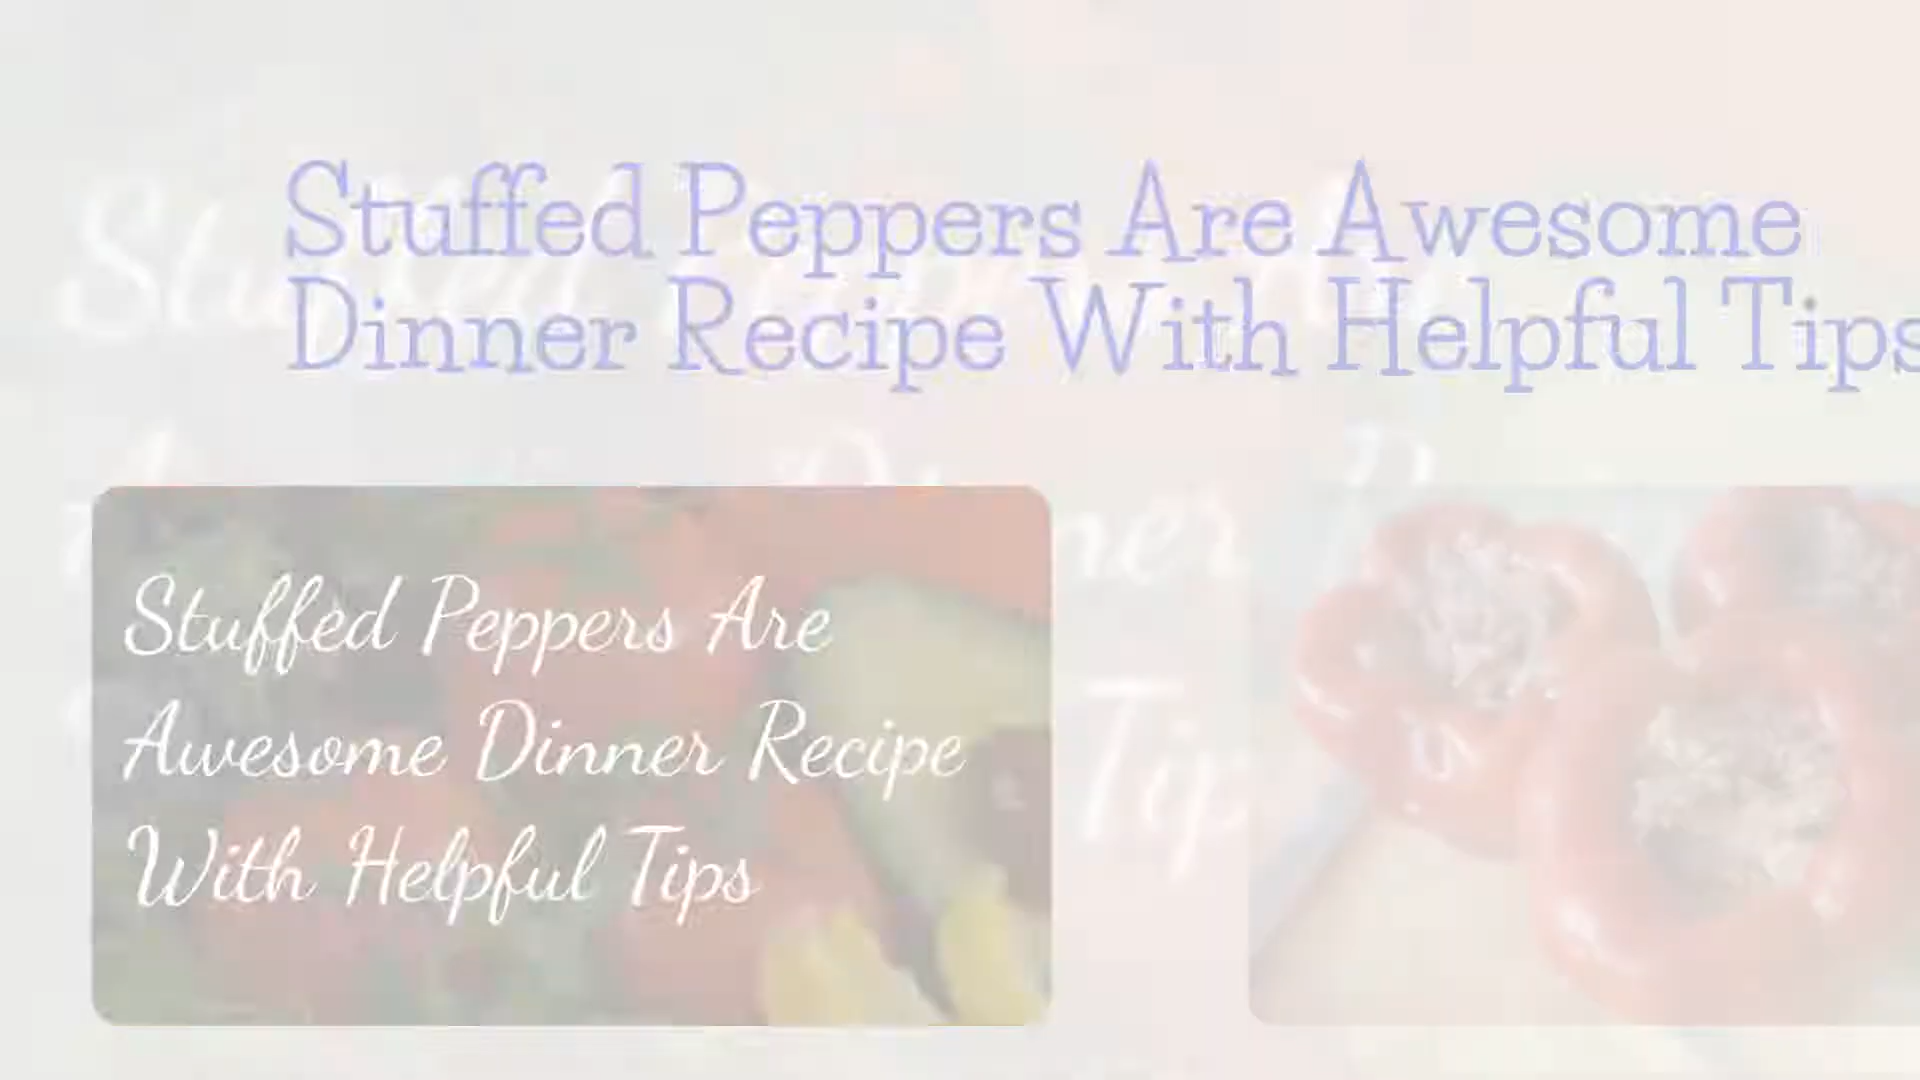 Stuffed Peppers Are Awesome
Dinner Recipe With Helpful Tips
Stuffed Peppers Are
Awesome Dinner Recipe
With Helpful Tips